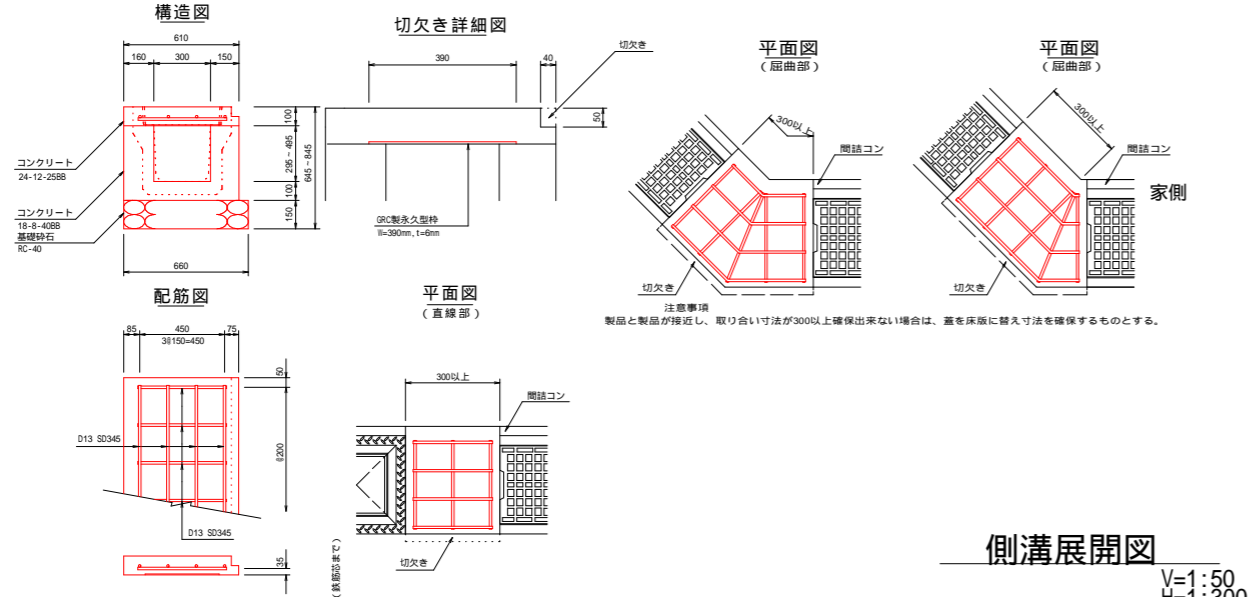 構造図
610
160
300
150
100
295～495
100
150
645～845
コンクリート
24-12-25BB
コンクリート
18-8-40BB
基礎砕石
RC-40
660
切欠き詳細図
390
40
切欠き
50
GRC製永久型枠
W=390mm,t=6mm
平面図
（屈曲部）
300以上
間詰コン
切欠き
平面図
（屈曲部）
300以上
間詰コン
家側
切欠き
注意事項
製品と製品が接近し、取り合い寸法が300以上確保出来ない場合は、蓋を床版に替え寸法を確保するものとする。
配筋図
85
450
75
3@150=450
50
@200
D13 SD345
D13 SD345
35
（鉄筋芯まで）
平面図
（直線部）
300以上
間詰コン
切欠き
側溝展開図
V=1:50
H=1:300